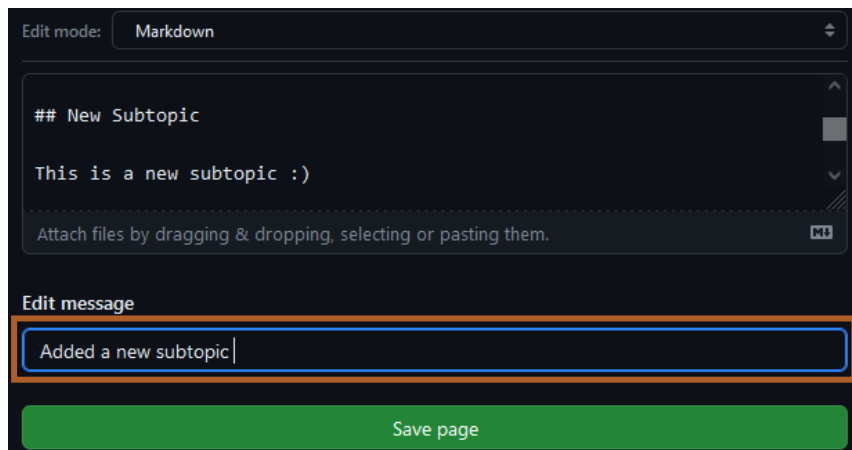 Edit mode: Markdown
## New Subtopic
This is a new subtopic :)
Attach files by dragging & dropping, selecting or pasting them.
M
Edit message
Added a new subtopic
Save page